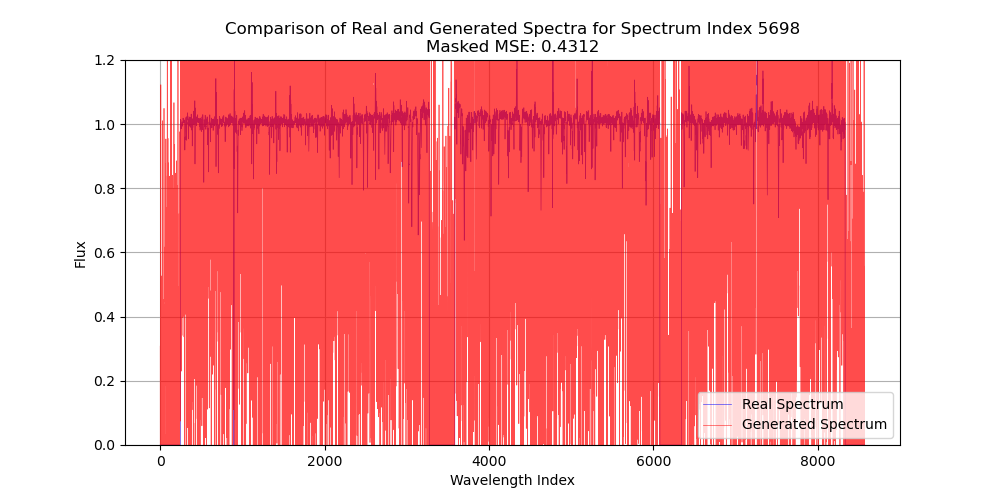 Comparison of Real and Generated Spectra for Spectrum Index 5698
Masked MSE: 0.4312
1.2
1.0
0.8
0.6
0.4
0.2
0.0
Flux
Real Spectrum
Generated Spectrum
0 2000 4000 6000 8000
Wavelength Index